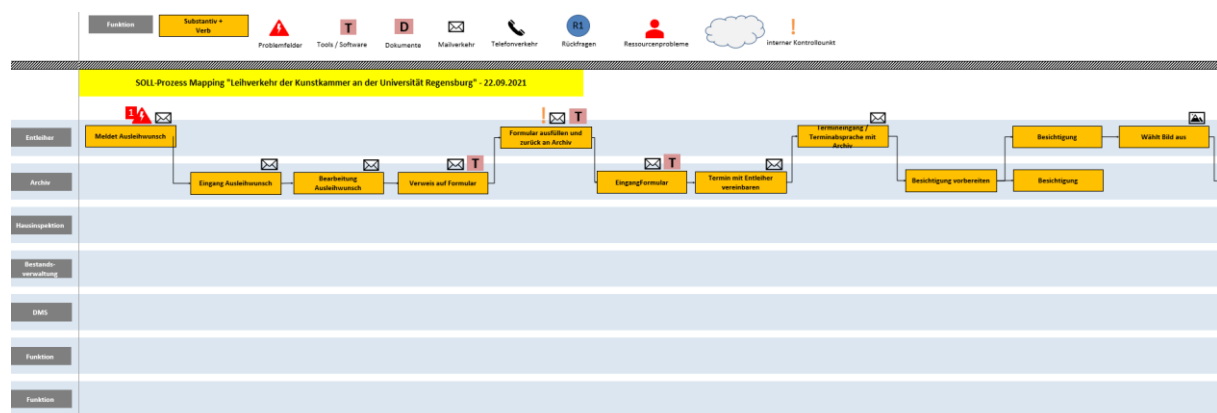 Funktion
Substantiv +
Verb
T
D
R1
!
Problemfelder
Tools / Software
Dokumente
Mailverkehr
Telefonverkehr
Rückfragen
Ressourcenprobleme
interner Kontrollpunkt
SOLL-Prozess Mapping "Leihverkehr der Kunstkammer an der Universität Regensburg" - 22.09.2021
Entleiher
1
Meldet Ausleihwunsch
!
T
Formular ausfüllen und
zurück an Archiv
Termineingang /
Terminabsprache mit
Archiv
Besichtigung
Wählt Bild aus
Archiv
Eingang Ausleihwunsch
Bearbeitung
Ausleihwunsch
T
Verweis auf Formular
T
EingangFormular
Termin mit Entleiher
vereinbaren
Besichtigung vorbereiten
Besichtigung
Hausinspektion
Bestands-
verwaltung
DMS
Funktion
Funktion